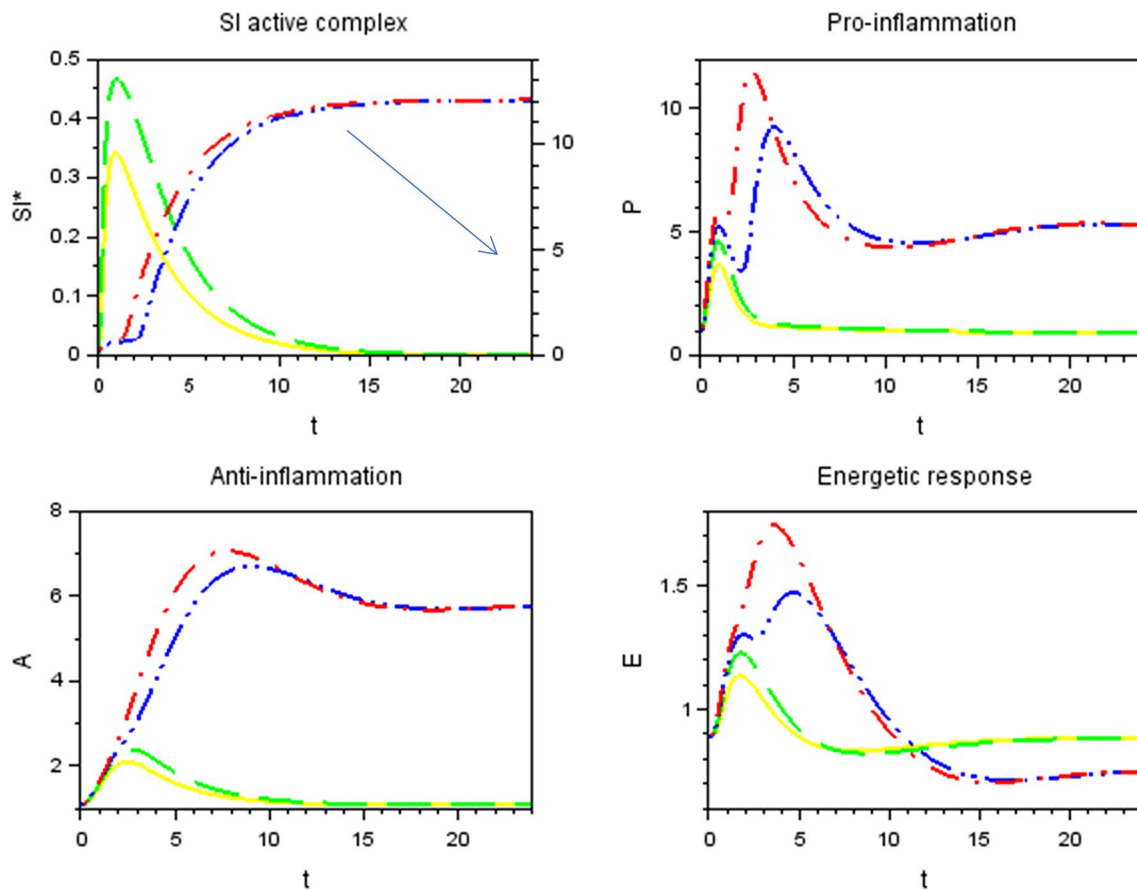 SI active complex
0.5
0.4
0.3
0.2
0.1
0
SI*
10
5
0
0 5 10 15 20
t
Pro-inflammation
10
5
0
P
0 5 10 15 20
t
Anti-inflammation
8
6
4
2
A
0 5 10 15 20
t
Energetic response
1.5
1
E
0 5 10 15 20
t